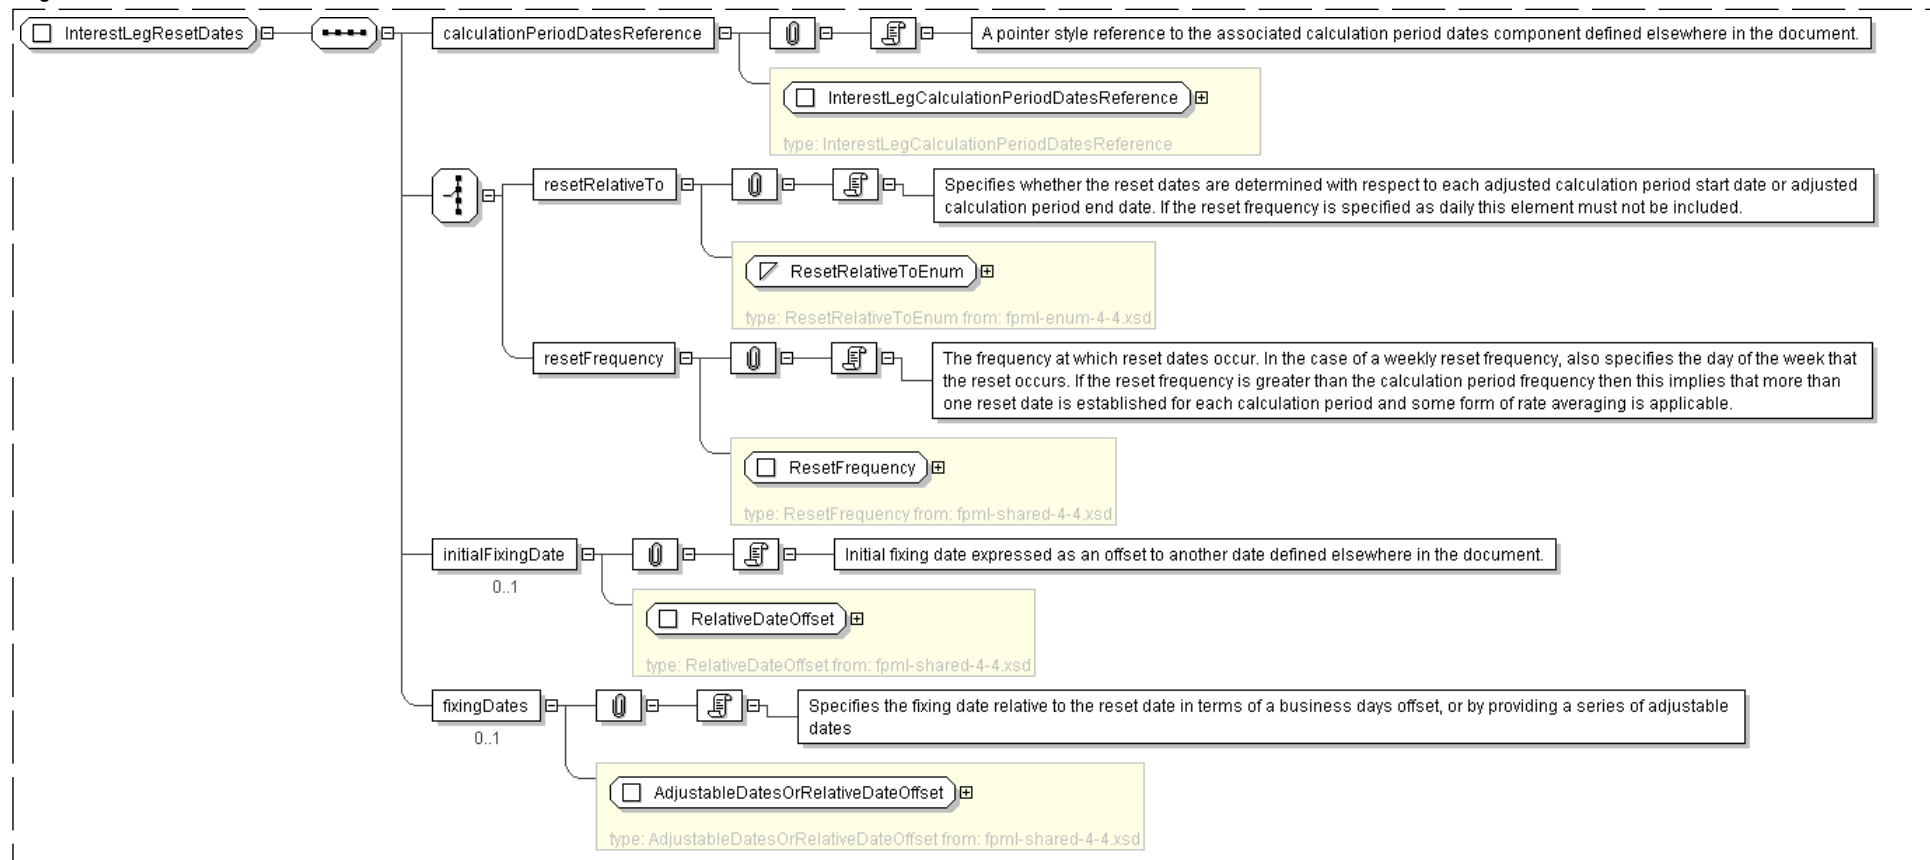 InterestLegResetDates
calculationPeriodDatesReference
A pointer style reference to the associated calculation period dates component defined elsewhere in the document.
InterestLegCalculationPeriodDatesReference
type: InterestLegCalculationPeriodDatesReference
resetRelativeTo
Specifies whether the reset dates are determined with respect to each adjusted calculation period start date or adjusted
calculation period end date. If the reset frequency is specified as daily this element must not be included.
ResetRelativeToEnum
type: ResetRelativeToEnum from: fpml-enum-4-4.xsd
resetFrequency
The frequency at which reset dates occur. In the case of a weekly reset frequency, also specifies the day of the week that
the reset occurs. If the reset frequency is greater than the calculation period frequency then this implies that more than
one reset date is established for each calculation period and some form of rate averaging is applicable.
ResetFrequency
type: ResetFrequency from: fpml-shared-4-4.xsd
initialFixingDate
Initial fixing date expressed as an offset to another date defined elsewhere in the document.
0..1
RelativeDateOffset
type: RelativeDateOffset from: fpml-shared-4-4.xsd
fixingDates
Specifies the fixing date relative to the reset date in terms of a business days offset, or by providing a series of adjustable
dates
0..1
AdjustableDatesOrRelativeDateOffset
type: AdjustableDatesOrRelativeDateOffset from: fpml-shared-4-4.xsd